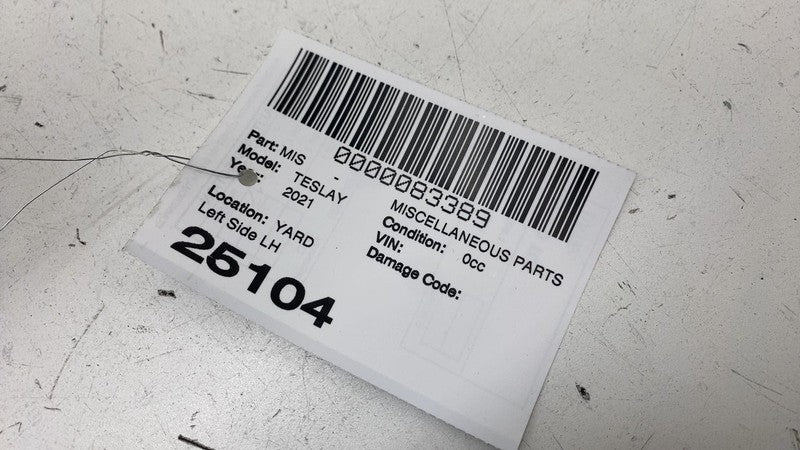 0000083389
Part: MIS - MISCELLANEOUS PARTS
Model: TESLAY Condition: 0cc
Year: 2021 VIN:
Damage Code:
Location: YARD
Left Side LH
25104